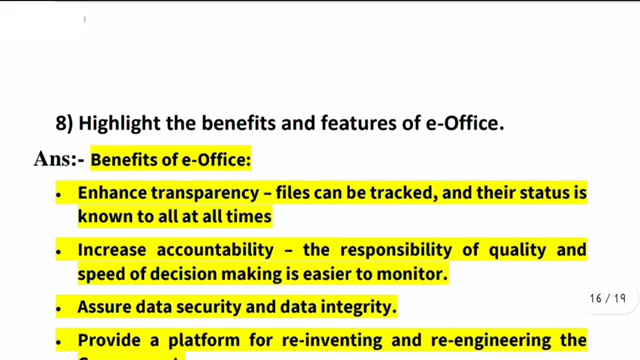 8) Highlight the benefits and features of e-Office.
Ans:- Benefits of e-Office:
• Enhance transparency – files can be tracked, and their status is
known to all at all times
• Increase accountability – the responsibility of quality and
speed of decision making is easier to monitor.
• Assure data security and data integrity.
16 / 19
• Provide a platform for re-inventing and re-engineering the